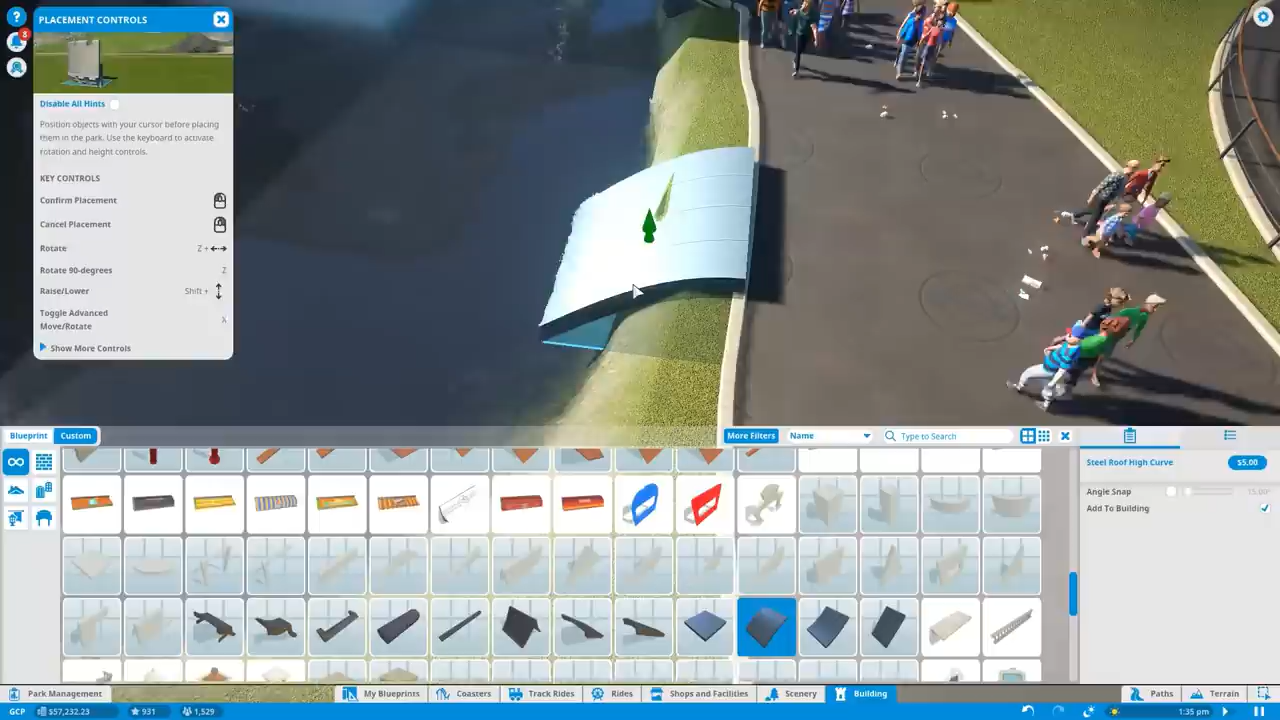 PLACEMENT CONTROLS
?
8
Disable All Hints
Position objects with your cursor before placing
them in the park. Use the keyboard to activate
rotation and height controls.
KEY CONTROLS
Confirm Placement
Cancel Placement
Rotate Z +
Rotate 90-degrees Z
Raise/Lower Shift +
Toggle Advanced
Move/Rotate X
Show More Controls
Blueprint Custom More Filters Name Type to Search
Steel Roof High Curve $5.00
Angle Snap 15.00°
Add To Building
Park Management My Blueprints Coasters Track Rides Rides Shops and Facilities Scenery Building Paths Terrain
GCP $57,232.23 931 1,529 1:35 pm